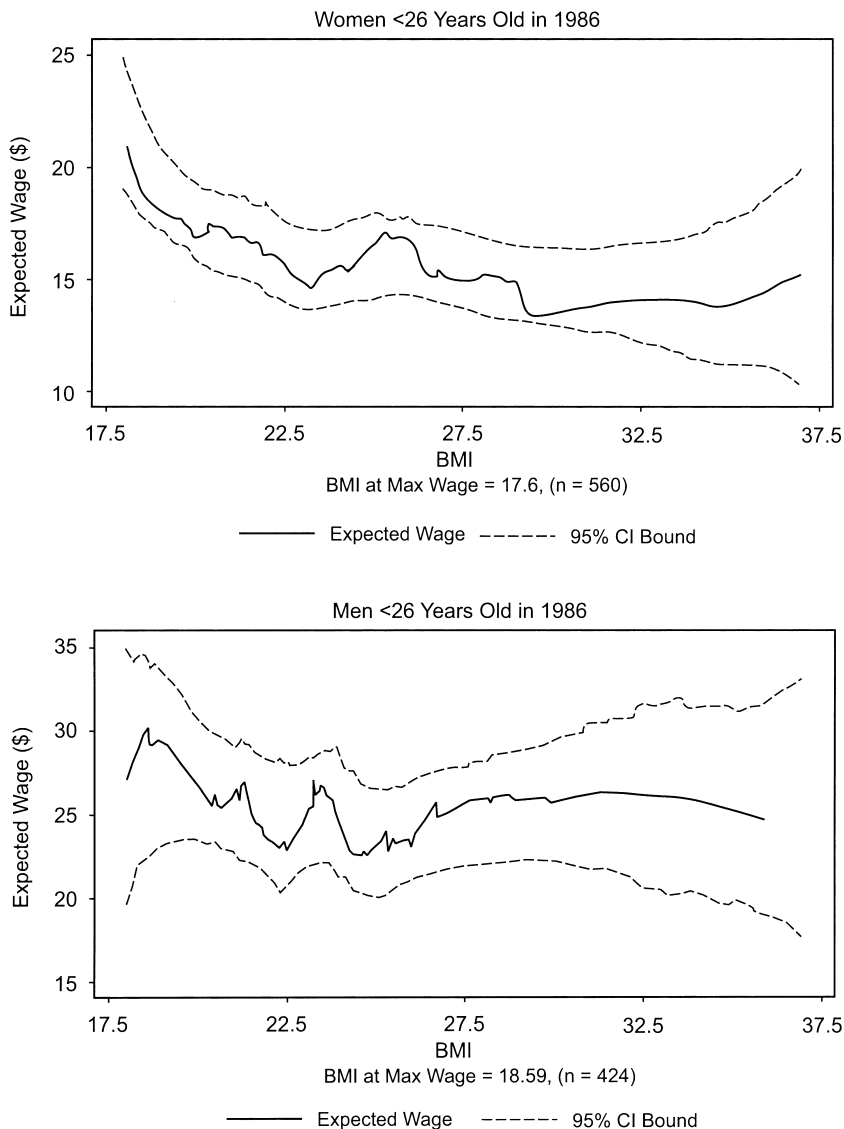 Women <26 Years Old in 1986
25
20
15
10
Expected Wage ($)
17.5 22.5 27.5 32.5 37.5
BMI
BMI at Max Wage = 17.6, (n = 560)
Expected Wage 95% CI Bound
Men <26 Years Old in 1986
35
30
25
20
15
Expected Wage ($)
17.5 22.5 27.5 32.5 37.5
BMI
BMI at Max Wage = 18.59, (n = 424)
Expected Wage 95% CI Bound